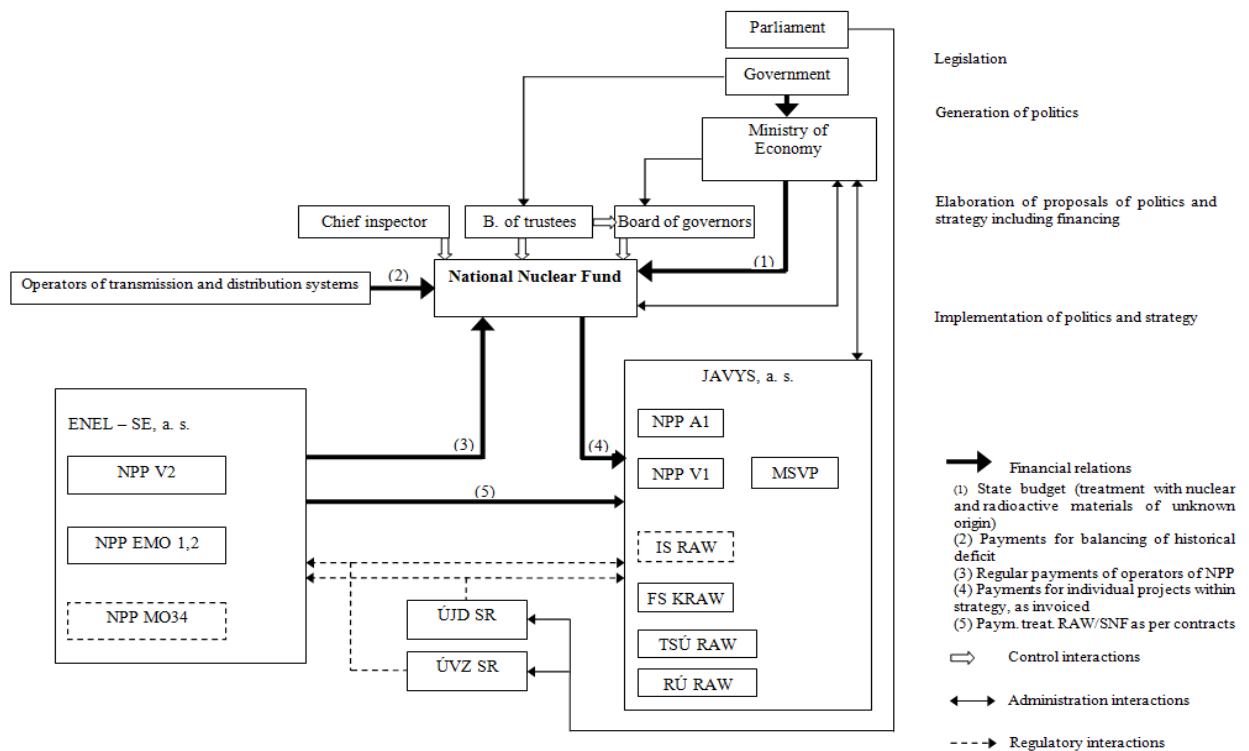 Parliament
Legislation
Government
Generation of politics
Ministry of
Economy
Elaboration of proposals of politics and
strategy including financing
Chief inspector
B. of trustees
Board of governors
(1)
(2)
National Nuclear Fund
Operators of transmission and distribution systems
Implementation of politics and strategy
JAVYS, a. s.
ENEL – SE, a. s.
NPP A1
(3)
(4)
NPP V2
NPP V1
MSVP
(5)
NPP EMO 1,2
IS RAW
NPP MO34
ÚJD SR
FS KRAW
ÚVZ SR
TSÚ RAW
RÚ RAW
Financial relations
(1) State budget (treatment with nuclear
and radioactive materials of unknown
origin)
(2) Payments for balancing of historical
deficit
(3) Regular payments of operators of NPP
(4) Payments for individual projects within
strategy, as invoiced
(5) Paym. treat. RAW/SNF as per contracts
Control interactions
Administration interactions
Regulatory interactions